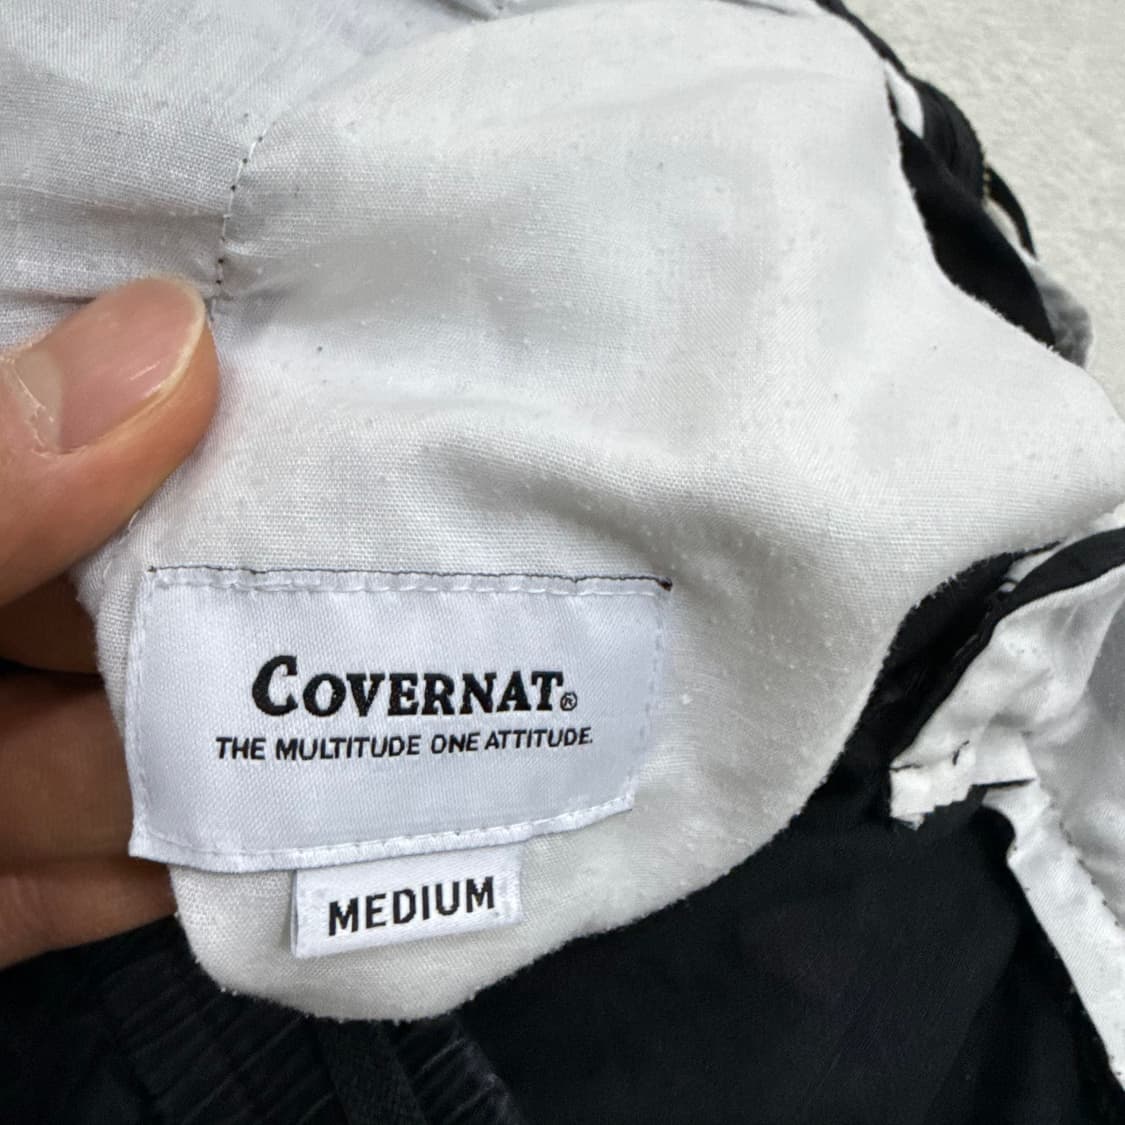 COVERNAT®
THE MULTITUDE ONE ATTITUDE.
MEDIUM